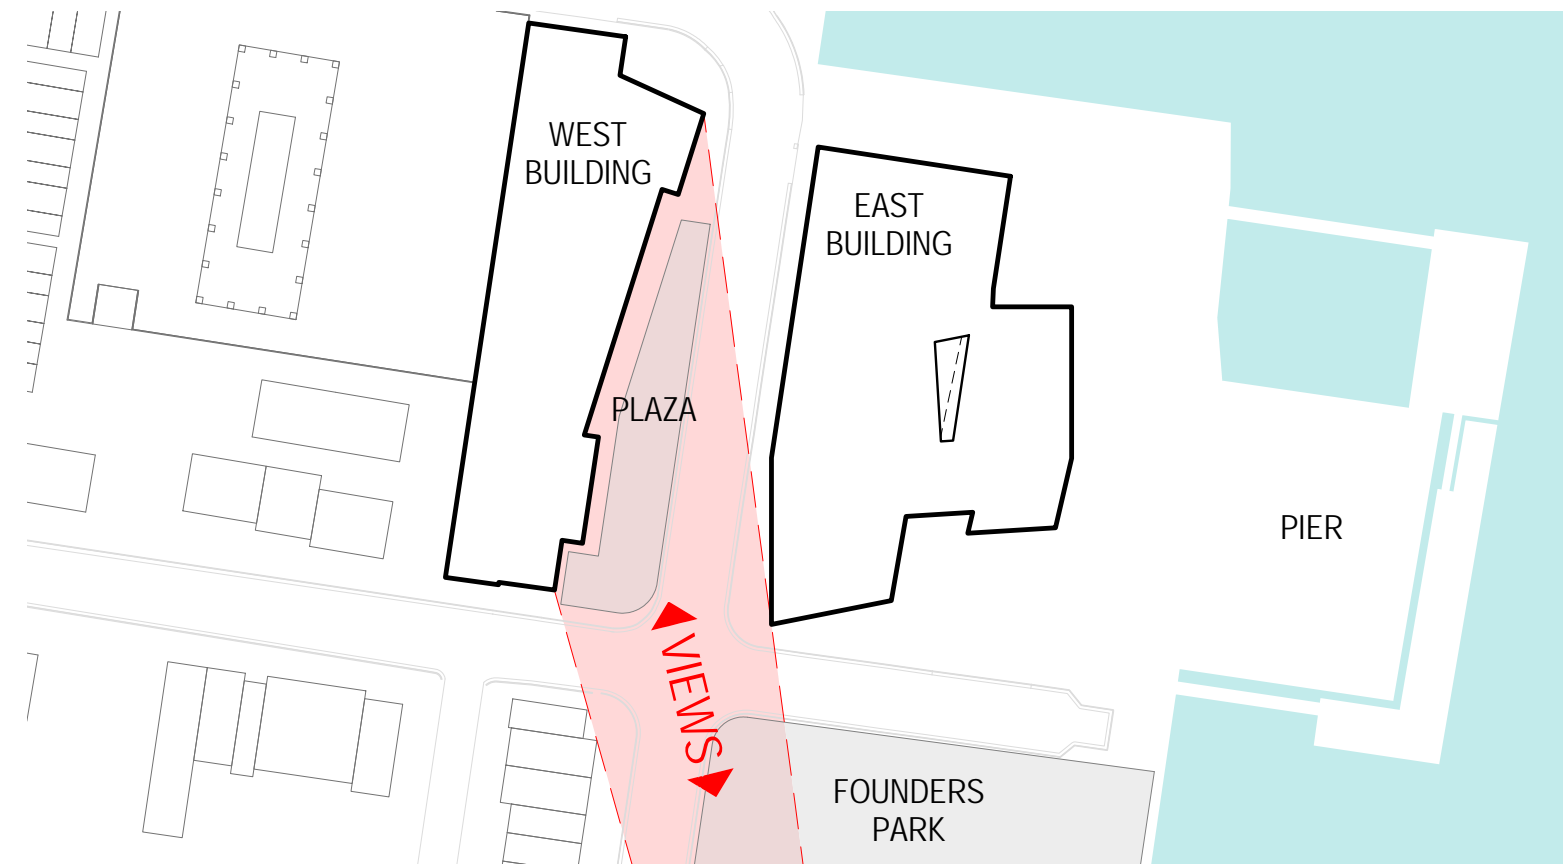 WEST
BUILDING
EAST
BUILDING
PLAZA
PIER
VIEWS
FOUNDERS
PARK